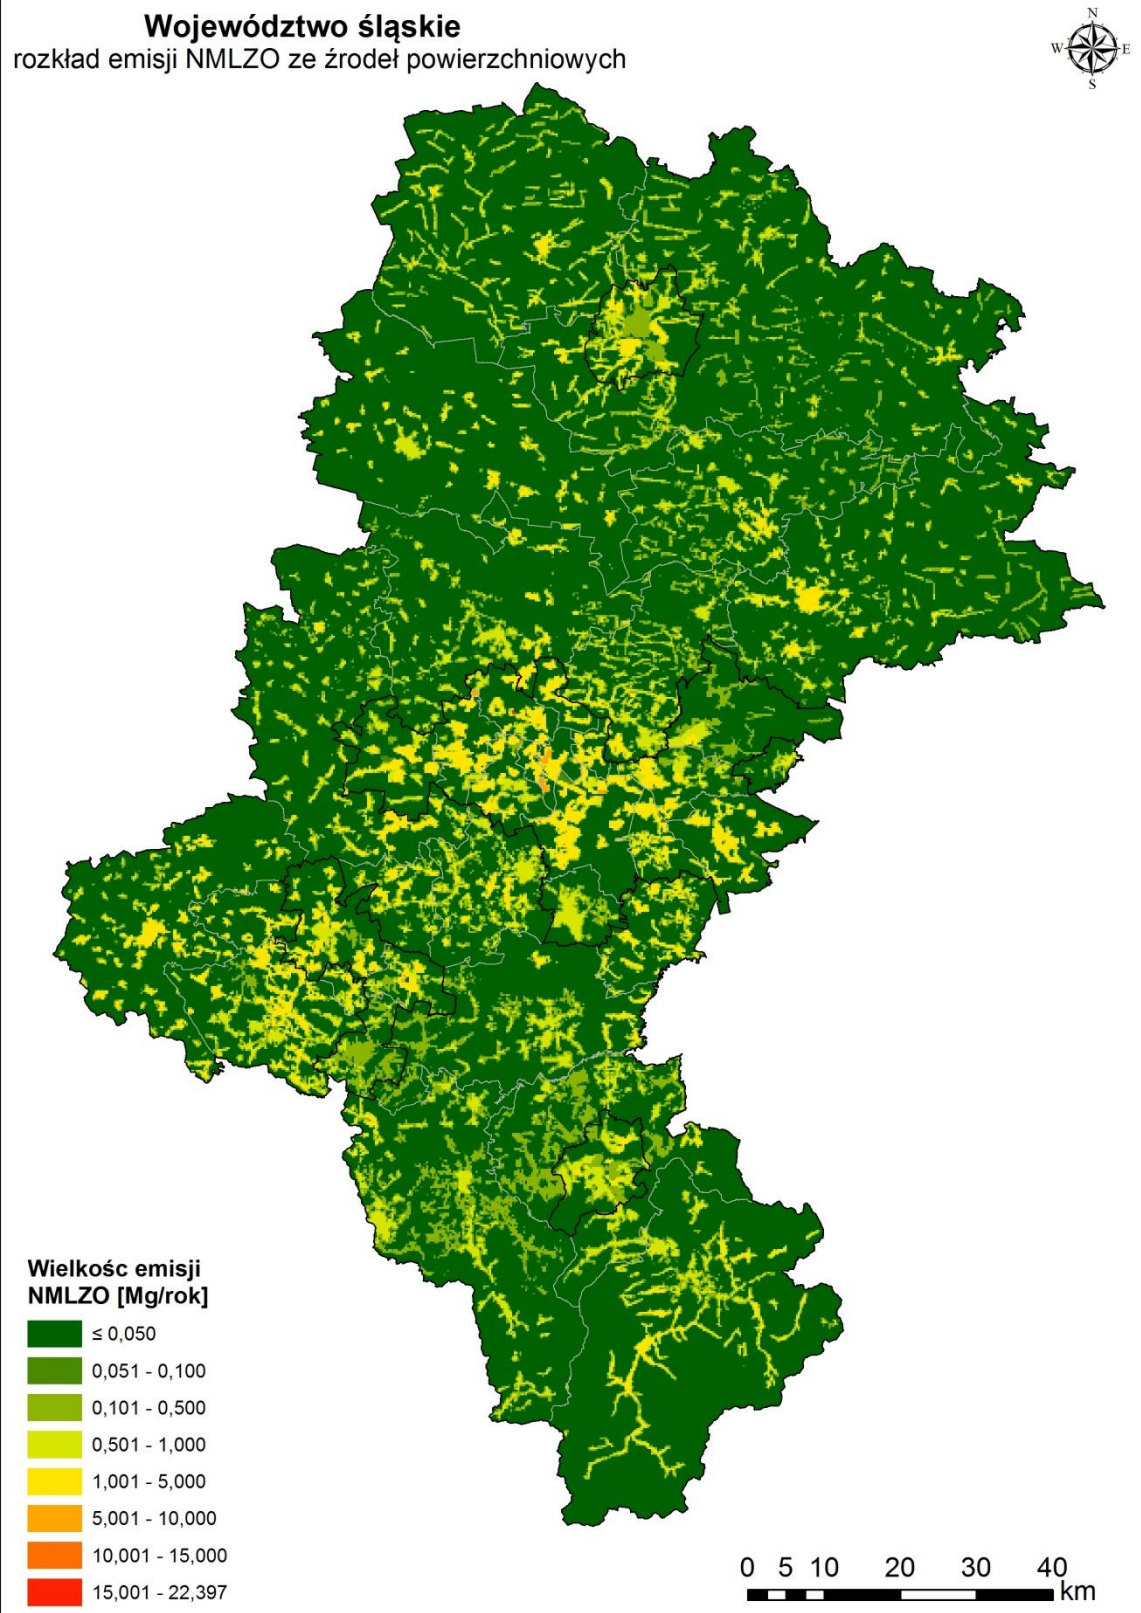 Województwo śląskie
rozkład emisji NMLZO ze źrodeł powierzchniowych
N
W E
S
Wielkośc emisji
NMLZO [Mg/rok]
≤ 0,050
0,051 - 0,100
0,101 - 0,500
0,501 - 1,000
1,001 - 5,000
5,001 - 10,000
10,001 - 15,000
15,001 - 22,397
0 5 10 20 30 40
km